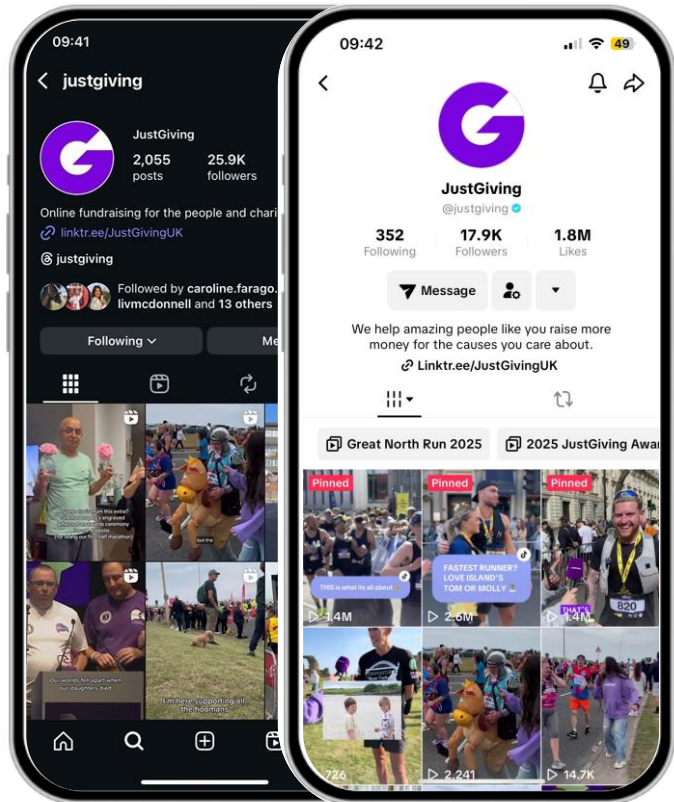 09:41
justgiving
JustGiving
2,055
25.9K
posts
followers
Online fundraising for the people and chari
linktr.ee/JustGivingUK
justgiving
Followed by caroline.farago.
livmcdonnell and 13 others
Following
Me
but the
Our worlds fell apart when
our daughters died.
I'm here supporting all
the hoomans
09:42
49
JustGiving
@justgiving
352
17.9K
1.8M
Following
Followers
Likes
Message
We help amazing people like you raise more
money for the causes you care about.
Linktr.ee/JustGivingUK
Great North Run 2025
2025 JustGiving Awa
Pinned
Pinned
Pinned
THIS is what its all about
FASTEST RUNNER?
LOVE ISLAND'S
TOM OR MOLLY
THAT'S
820
1.4M
2.6M
1.4M
726
2,241
14.7K